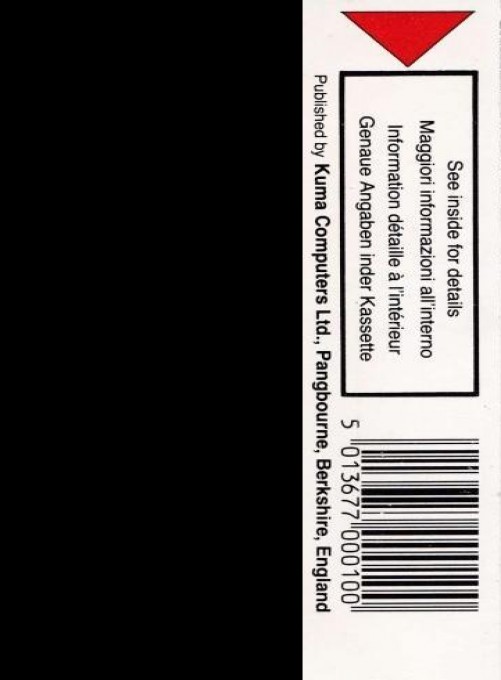 See inside for details
Maggiori informazioni all'interno
Information détaille à l'intérieur
Genaue Angaben inder Kassette
Published by Kuma Computers Ltd., Pangbourne, Berkshire, England
5 013677 000100